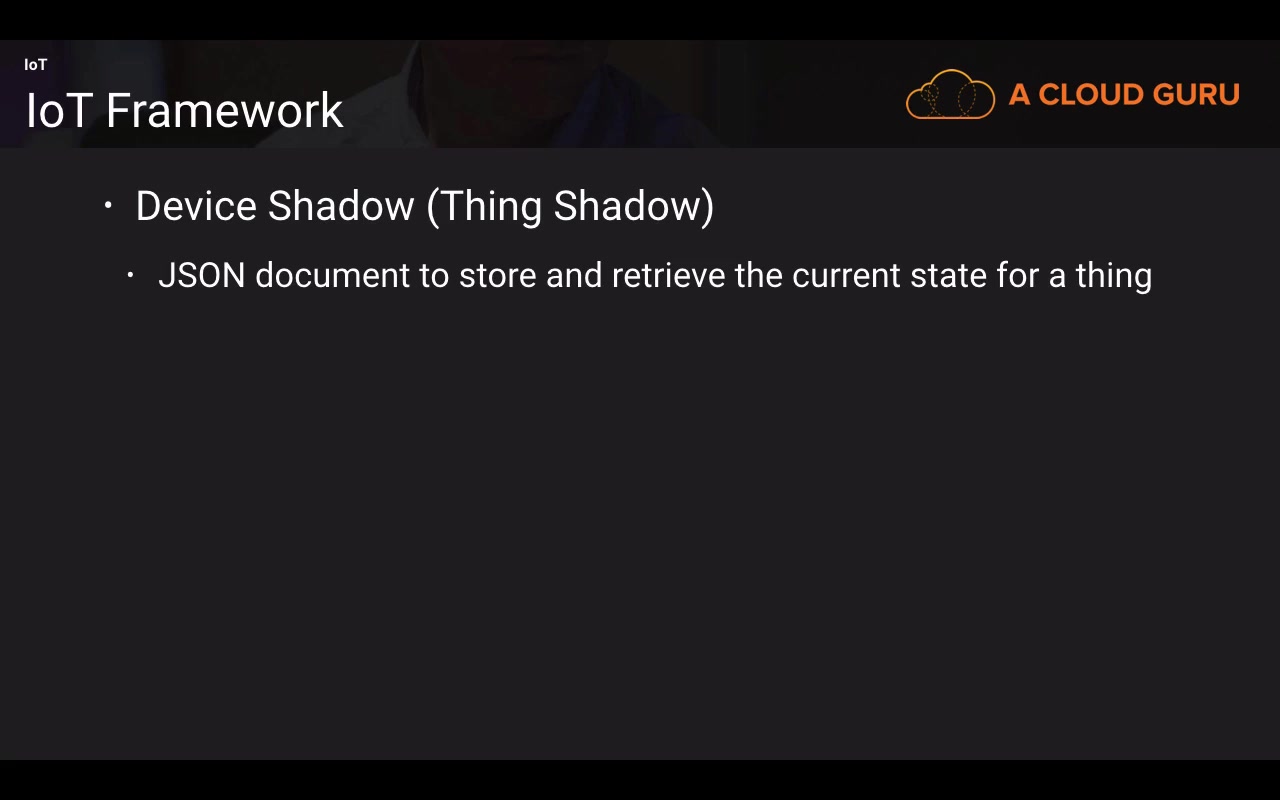 IoT
IoT Framework
A CLOUD GURU
• Device Shadow (Thing Shadow)
• JSON document to store and retrieve the current state for a thing